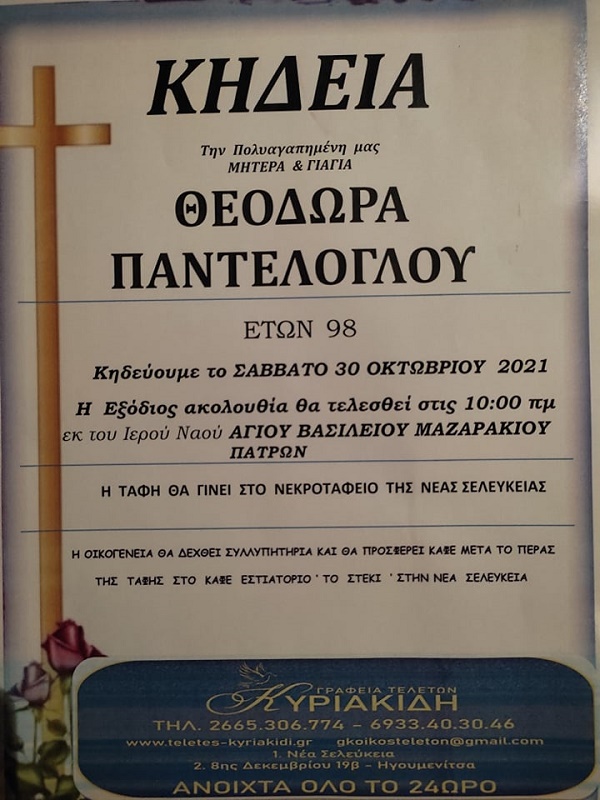 ΚΗΔΕΙΑ
Την Πολυαγαπημένη μας
ΜΗΤΕΡΑ & ΓΙΑΓΙΑ
ΘΕΟΔΩΡΑ
ΠΑΝΤΕΛΟΓΛΟΥ
ΕΤΩΝ 98
Κηδεύουμε το ΣΑΒΒΑΤΟ 30 ΟΚΤΩΒΡΙΟΥ 2021
Η Εξόδιος ακολουθία θα τελεσθεί στις 10:00 πμ
εκ του Ιερού Ναού ΑΓΙΟΥ ΒΑΣΙΛΕΙΟΥ ΜΑΖΑΡΑΚΙΟΥ
ΠΑΤΡΩΝ
Η ΤΑΦΗ ΘΑ ΓΙΝΕΙ ΣΤΟ ΝΕΚΡΟΤΑΦΕΙΟ ΤΗΣ ΝΕΑΣ ΣΕΛΕΥΚΕΙΑΣ
Η ΟΙΚΟΓΕΝΕΙΑ ΘΑ ΔΕΧΘΕΙ ΣΥΛΛΥΠΗΤΗΡΙΑ ΚΑΙ ΘΑ ΠΡΟΣΦΕΡΕΙ ΚΑΦΕ ΜΕΤΑ ΤΟ ΠΕΡΑΣ
ΤΗΣ ΤΑΦΗΣ ΣΤΟ ΚΑΦΕ ΕΣΤΙΑΤΟΡΙΟ ' ΤΟ ΣΤΕΚΙ ' ΣΤΗΝ ΝΕΑ ΣΕΛΕΥΚΕΙΑ
ΓΡΑΦΕΙΑ ΤΕΛΕΤΩΝ
ΚΥΡΙΑΚΙΔΗ
ΤΗΛ. 2665.306.774 - 6933.40.30.46
www.teletes-kyriakidi.gr gkoikosteleton@gmail.com
1. Νέα Σελεύκεια
2. 8ης Δεκεμβρίου 19β - Ηγουμενίτσα
ΑΝΟΙΧΤΑ ΟΛΟ ΤΟ 24ΩΡΟ